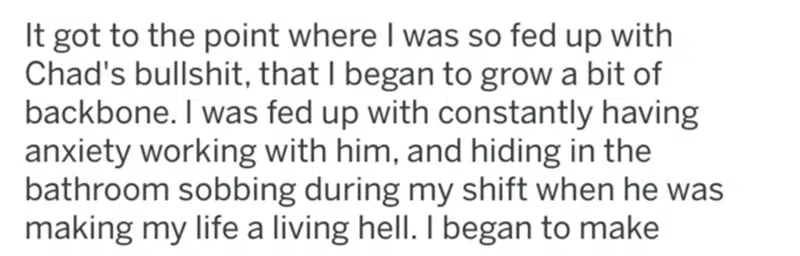 It got to the point where I was so fed up with
Chad's bullshit, that I began to grow a bit of
backbone. I was fed up with constantly having
anxiety working with him, and hiding in the
bathroom sobbing during my shift when he was
making my life a living hell. I began to make